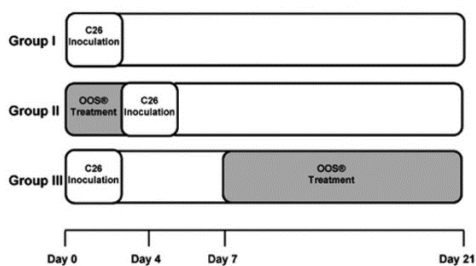 Group I
C26
Inoculation
Group II
OOS®
Treatment
C26
Inoculation
Group III
C26
Inoculation
OOS®
Treatment
Day 0 Day 4 Day 7 Day 21